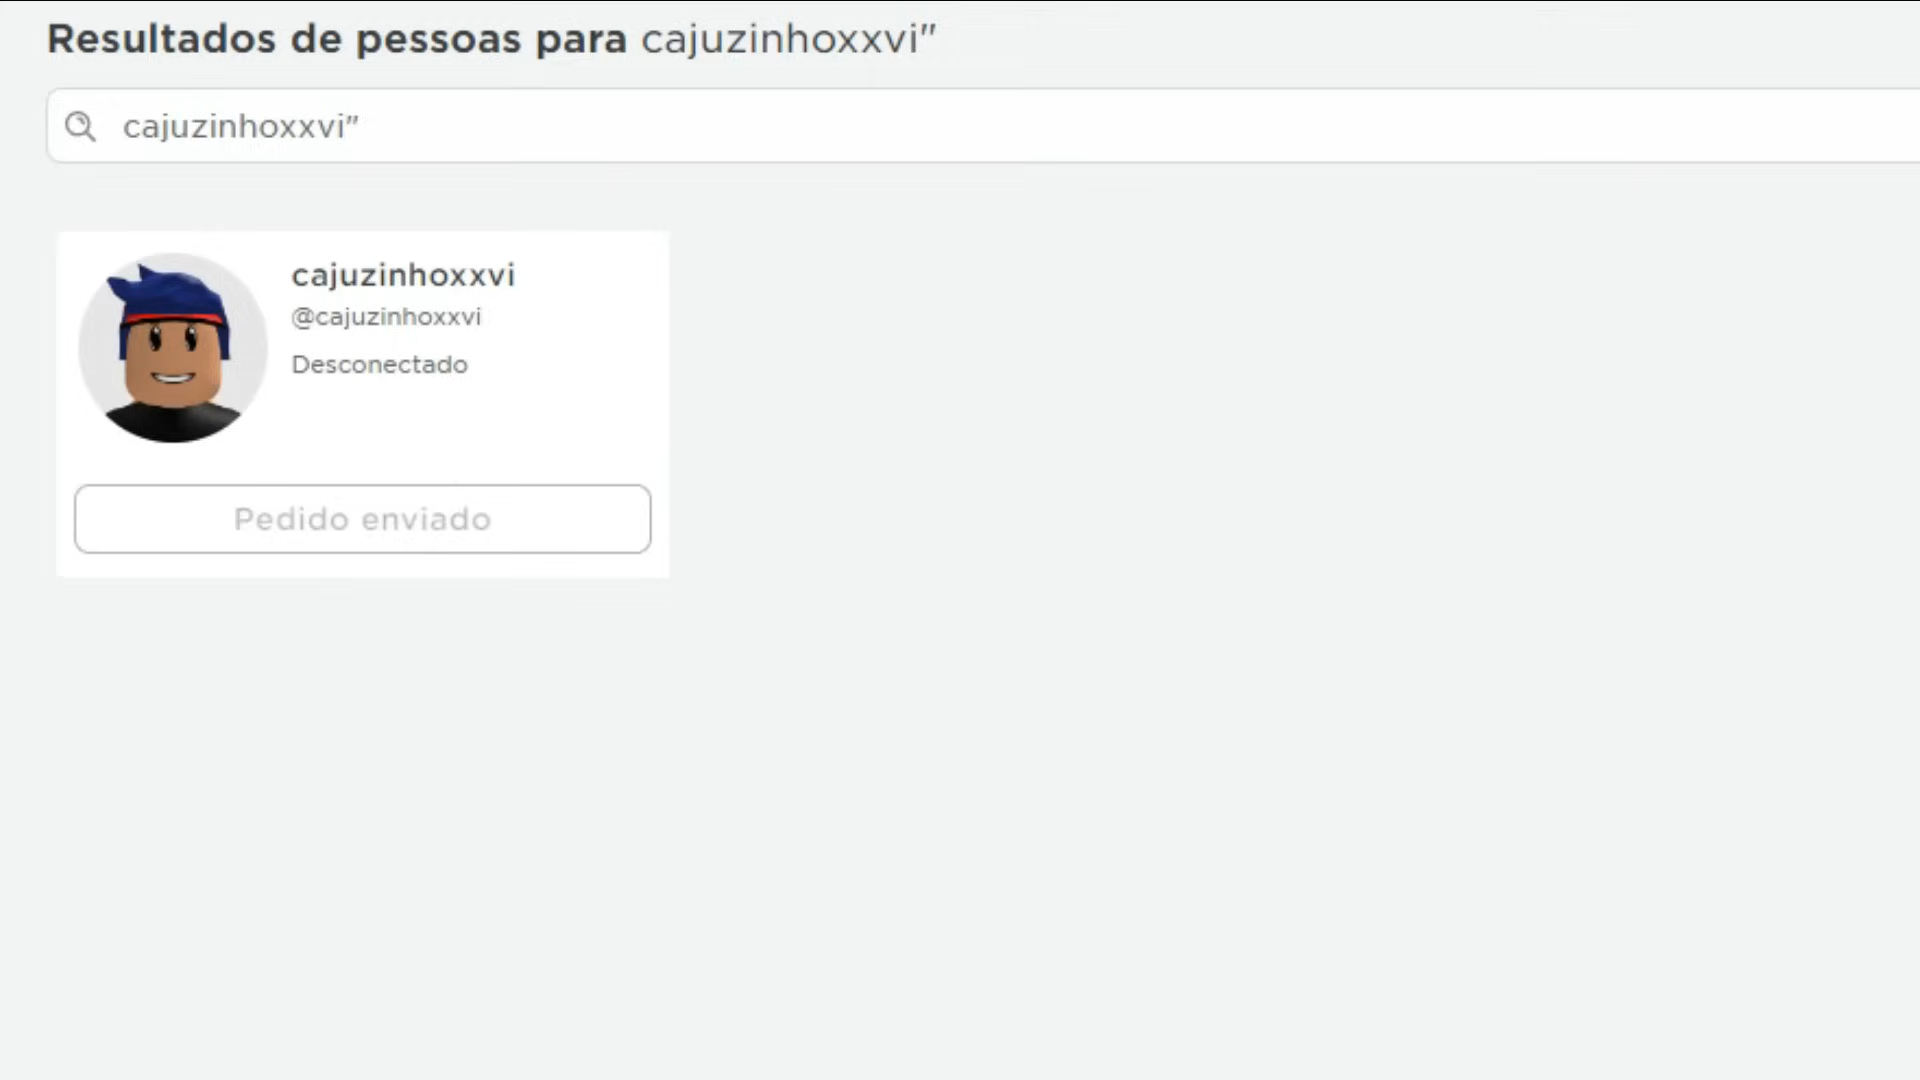 Resultados de pessoas para cajuzinhoxxvi"
cajuzinhoxxvi"
cajuzinhoxxvi
@cajuzinhoxxvi
Desconectado
Pedido enviado